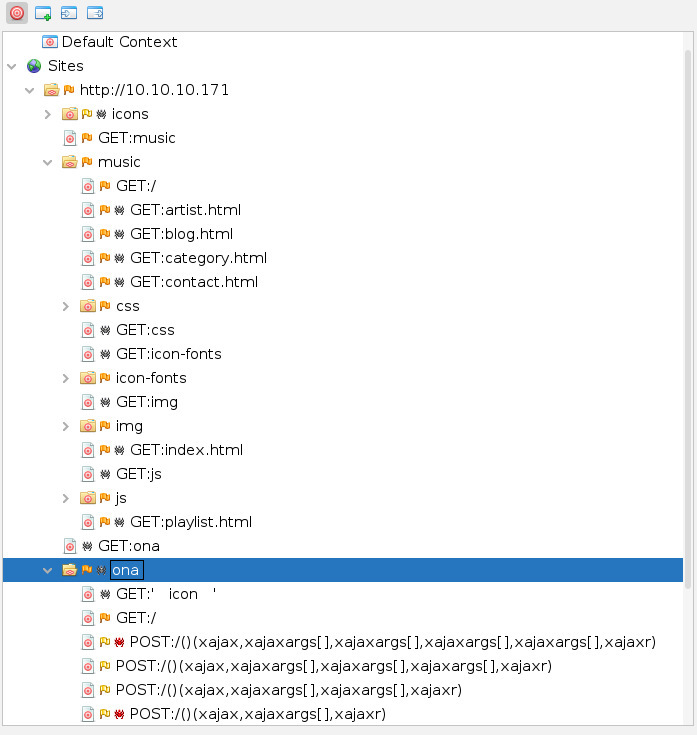 Default Context
Sites
http://10.10.10.171
icons
GET:music
music
GET:/
GET:artist.html
GET:blog.html
GET:category.html
GET:contact.html
css
GET:css
GET:icon-fonts
icon-fonts
GET:img
img
GET:index.html
GET:js
js
GET:playlist.html
GET:ona
ona
GET:' icon '
GET:/
POST:/()(xajax,xajaxargs[],xajaxargs[],xajaxargs[],xajaxargs[],xajaxr)
POST:/()(xajax,xajaxargs[],xajaxargs[],xajaxargs[],xajaxr)
POST:/()(xajax,xajaxargs[],xajaxargs[],xajaxr)
POST:/()(xajax,xajaxargs[],xajaxr)